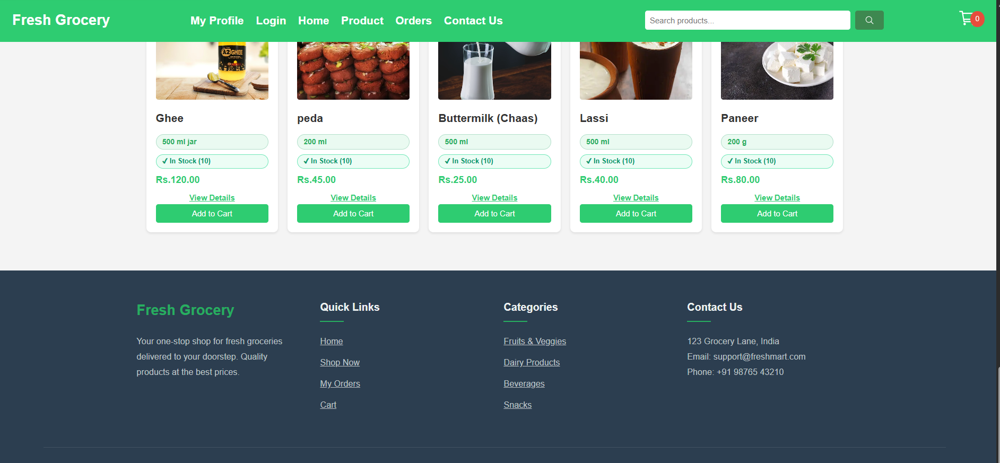 Fresh Grocery
My Profile Login Home Product Orders Contact Us
Search products...
0
A2 GHEE
Ghee
500 ml jar
✓ In Stock (10)
Rs.120.00
View Details
Add to Cart
peda
200 ml
✓ In Stock (10)
Rs.45.00
View Details
Add to Cart
Buttermilk (Chaas)
500 ml
✓ In Stock (10)
Rs.25.00
View Details
Add to Cart
Lassi
500 ml
✓ In Stock (10)
Rs.40.00
View Details
Add to Cart
Paneer
200 g
✓ In Stock (10)
Rs.80.00
View Details
Add to Cart
Fresh Grocery
Your one-stop shop for fresh groceries
delivered to your doorstep. Quality
products at the best prices.
Quick Links
Home
Shop Now
My Orders
Cart
Categories
Fruits & Veggies
Dairy Products
Beverages
Snacks
Contact Us
123 Grocery Lane, India
Email: support@freshmart.com
Phone: +91 98765 43210